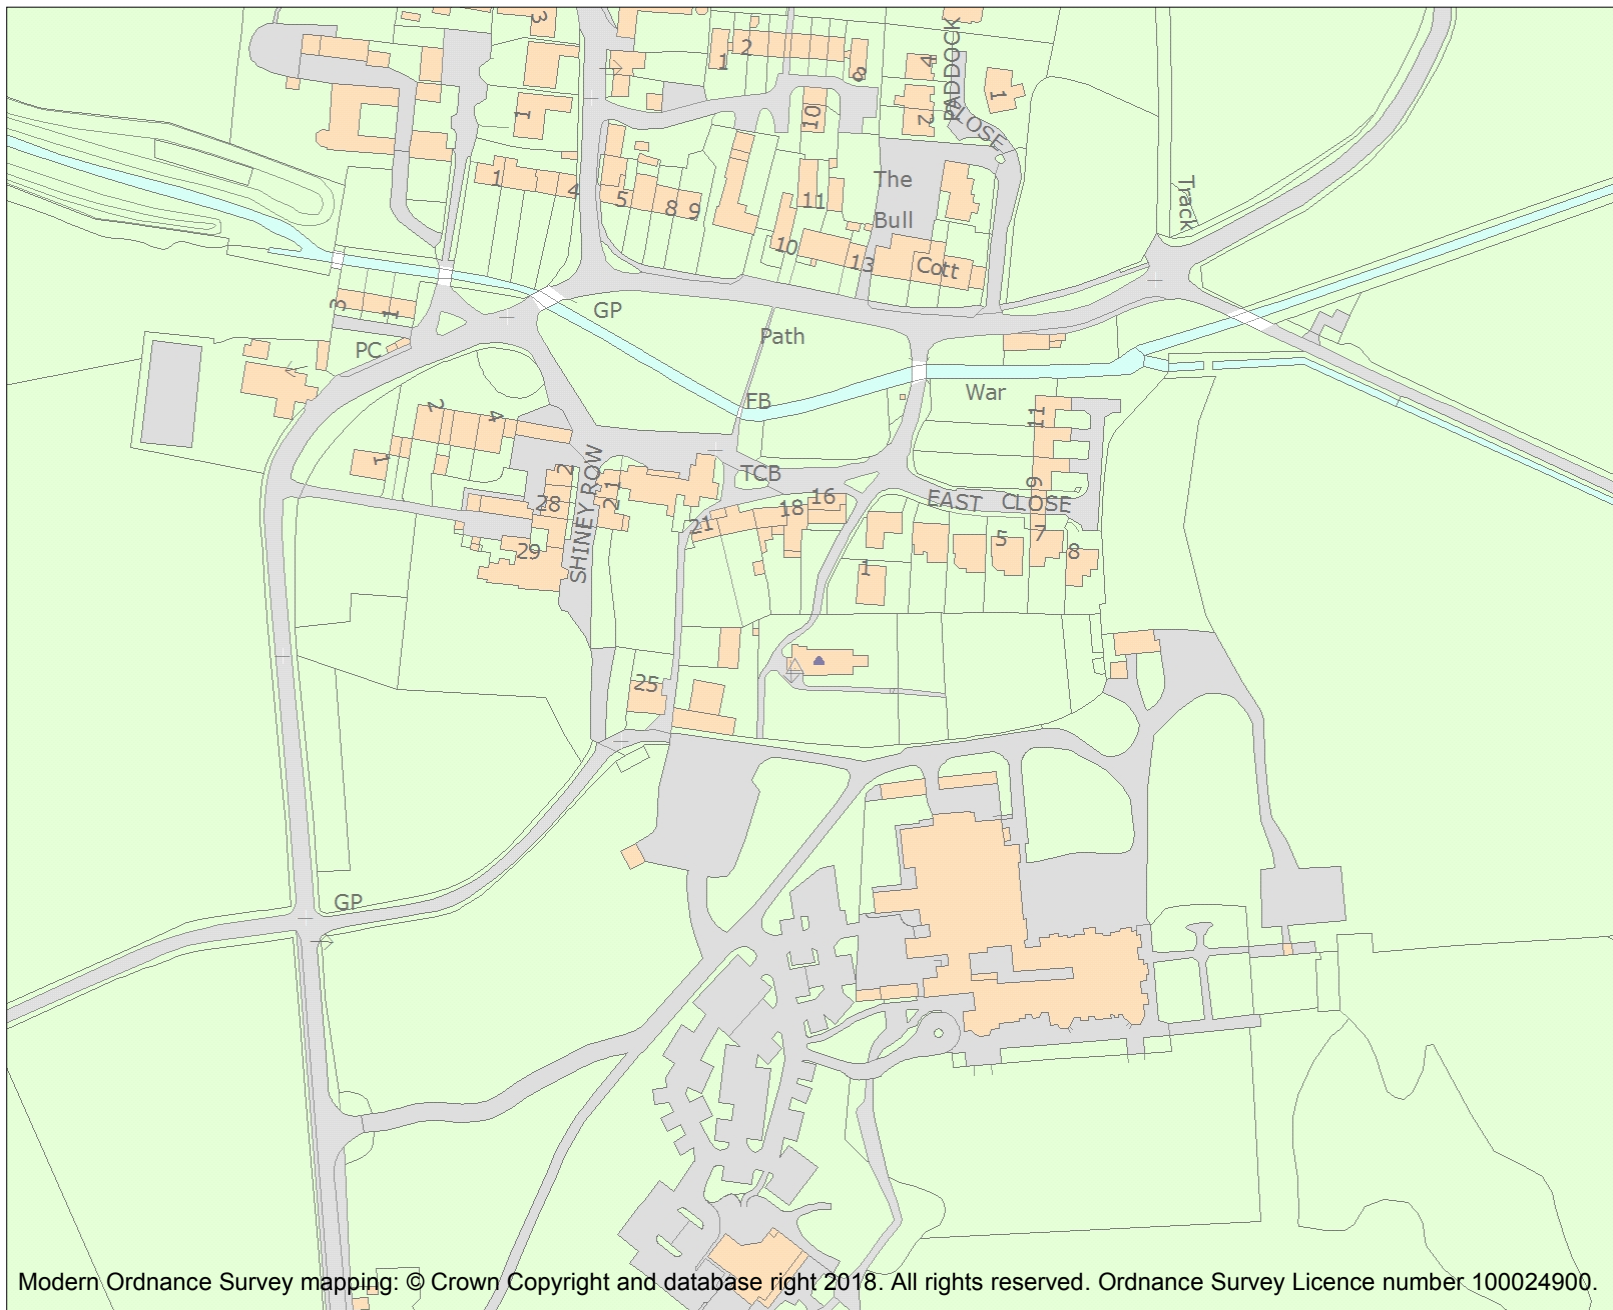 3
2
1
8
4
PADDOCK
CLOSE
1
2
10
1
1
4
5
8
9
11
The
Bull
10
13
Cott
Track
3
1
GP
Path
PC
FB
War
2
4
11
1
TCB
2
SHINEY ROW
1
2
28
21
18
16
9
EAST CLOSE
29
5
7
8
1
25
GP
Modern Ordnance Survey mapping: © Crown Copyright and database right 2018. All rights reserved. Ordnance Survey Licence number 100024900.